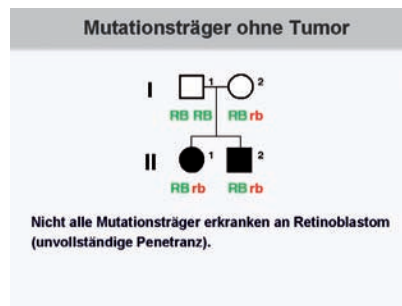 Mutationsträger ohne Tumor
I 1 2
RB RB RB rb
II 1 2
RB rb RB rb
Nicht alle Mutationsträger erkranken an Retinoblastom
(unvollständige Penetranz).